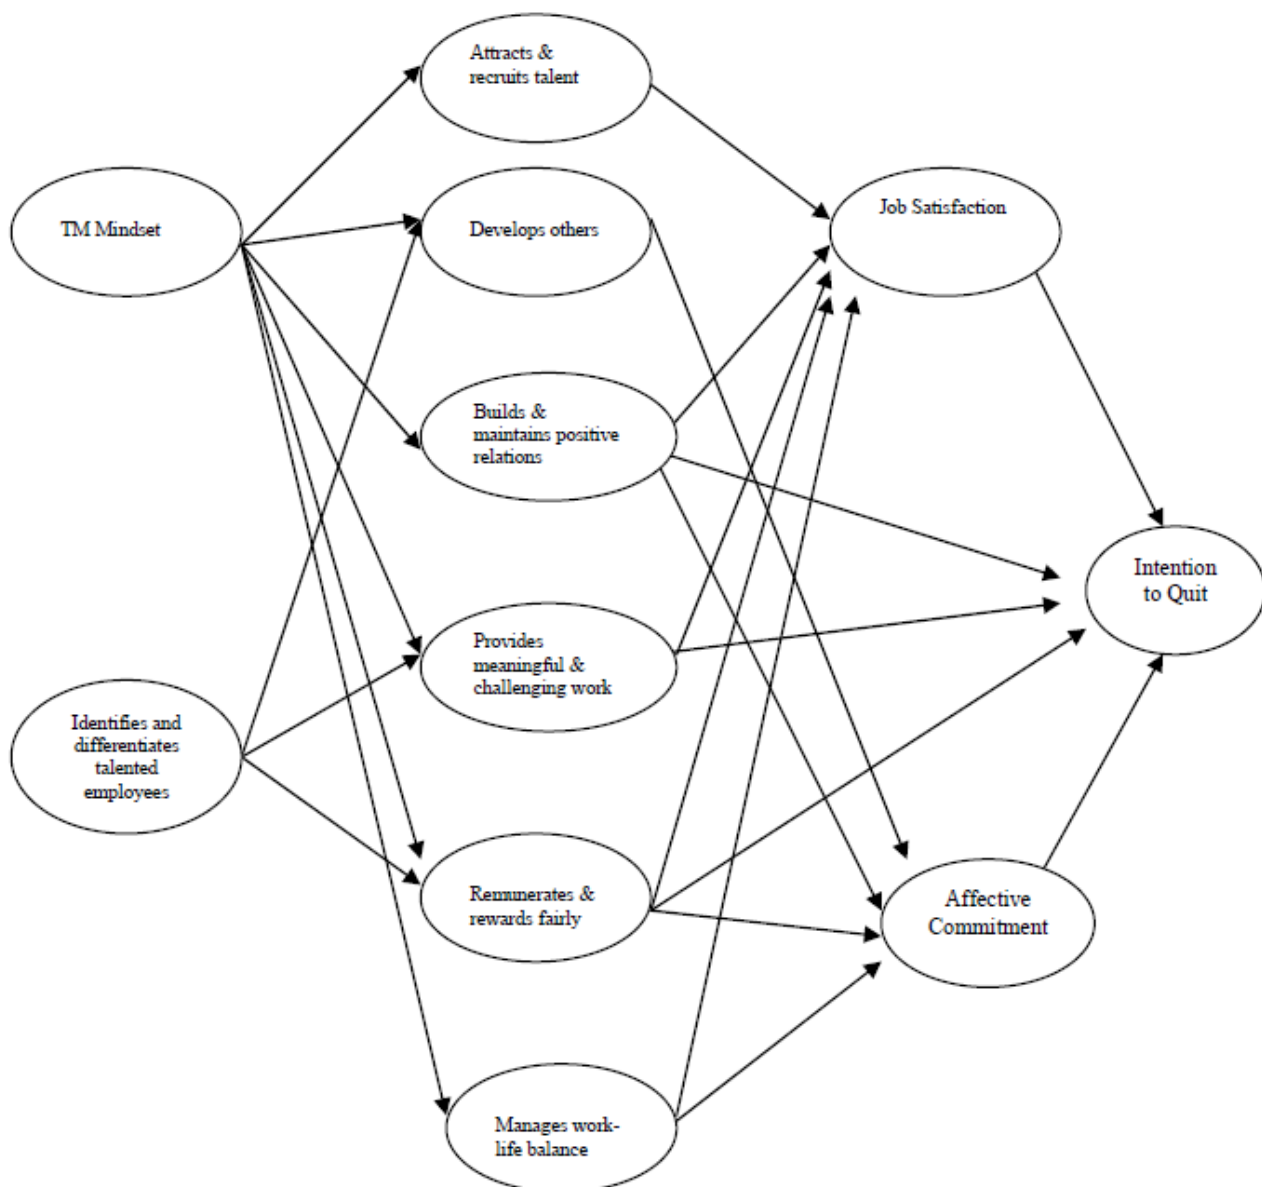 Attracts &
recruits talent
TM Mindset
Develops others
Job Satisfaction
Builds &
maintains positive
relations
Intention
to Quit
Provides
meaningful &
challenging work
Identifies and
differentiates
talented
employees
Remunerates &
rewards fairly
Affective
Commitment
Manages work-
life balance